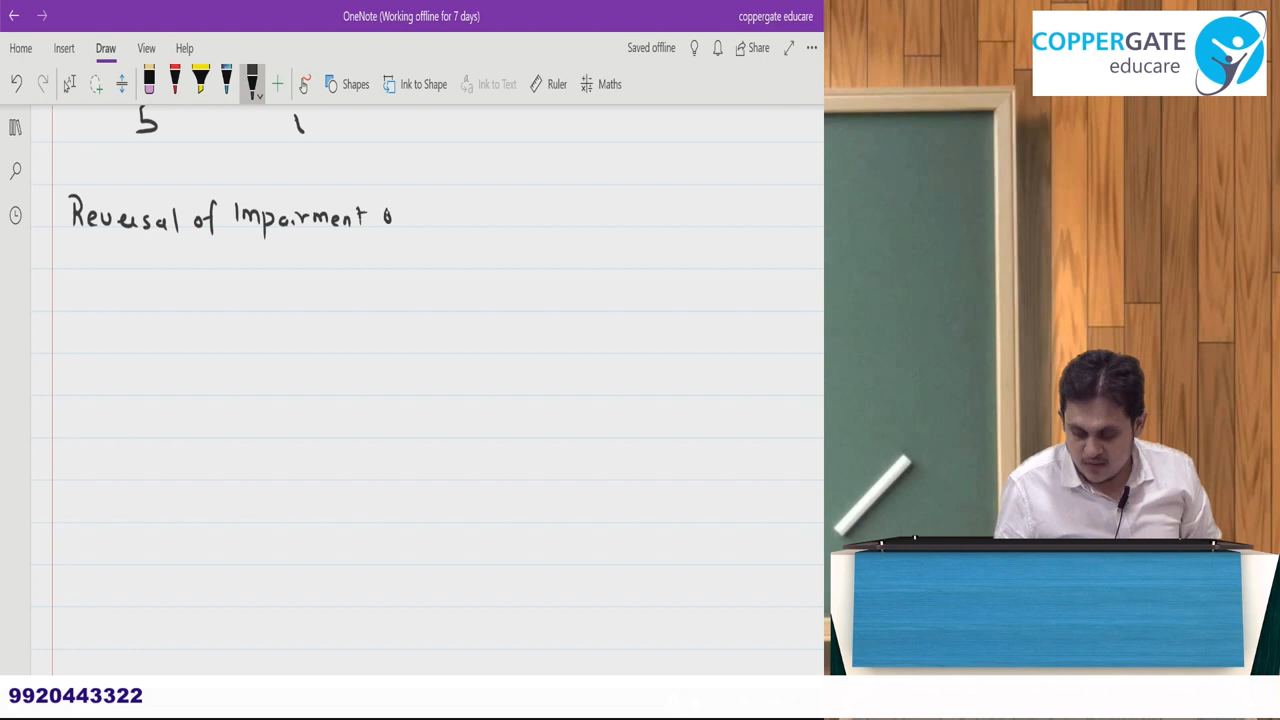 OneNote (Working offline for 7 days)
coppergate educare
Home Insert Draw View Help
Saved offline
Share
Shapes
Ink to Shape
Ink to Text
Ruler
Maths
5 1
Reversal of Impairment o
COPPERGATE
educare
9920443322